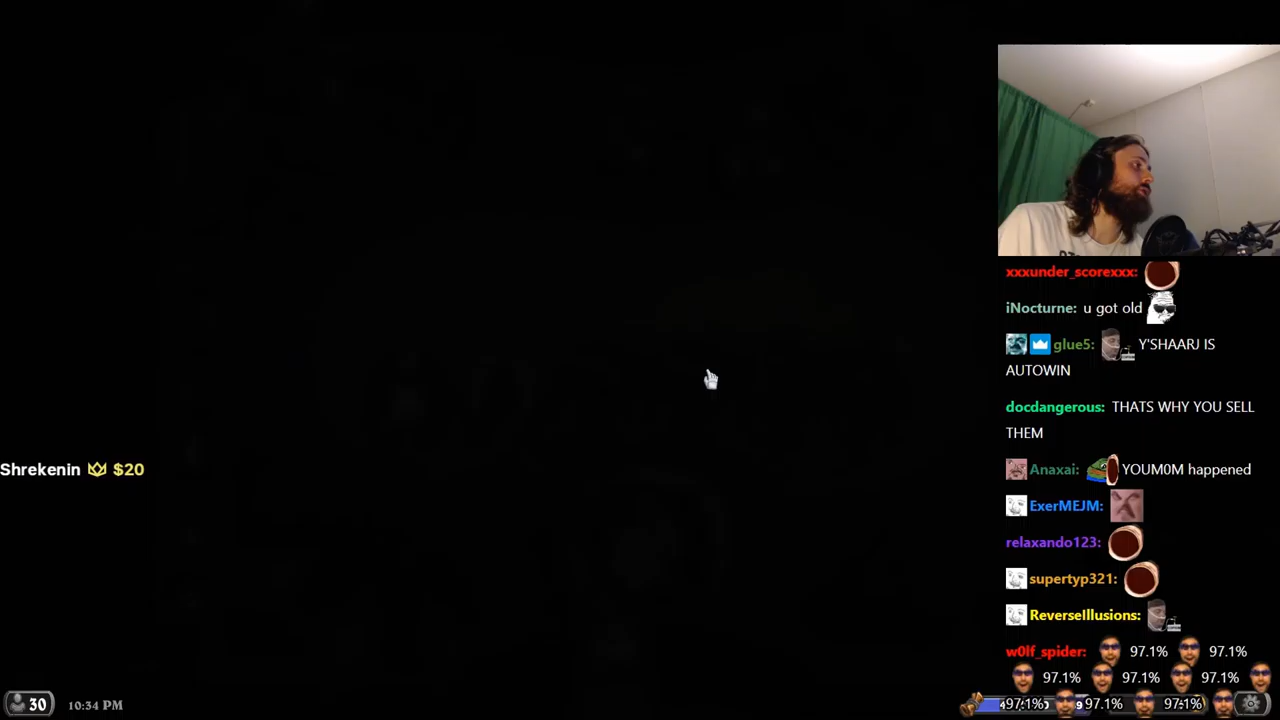 xxxunder_scorexxx:
iNocturne: u got old
glue5: Y'SHAARJ IS
AUTOWIN
docdangerous: THATS WHY YOU SELL
THEM
Shrekenin $20
Anaxai: YOUM0M happened
ExerMEJM:
relaxando123:
supertyp321:
ReverseIllusions:
w0lf_spider: 97.1% 97.1%
97.1% 97.1% 97.1%
97.1% 97.1% 97.1%
30 10:34 PM